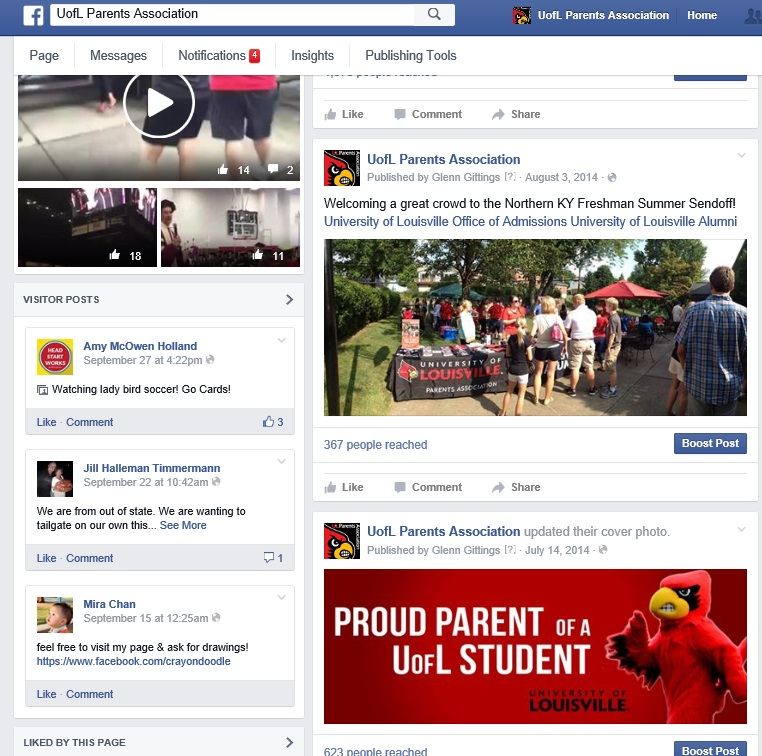 UofL Parents Association
UofL Parents Association
Home
Page
Messages
Notifications 4
Insights
Publishing Tools
14
2
18
11
VISITOR POSTS
HEAD START WORKS
Amy McOwen Holland
September 27 at 4:22pm
Watching lady bird soccer! Go Cards!
Like · Comment
3
Jill Halleman Timmermann
September 22 at 10:42am
We are from out of state. We are wanting to
tailgate on our own this... See More
Like · Comment
1
Mira Chan
September 15 at 12:25am
feel free to visit my page & ask for drawings!
https://www.facebook.com/crayondoodle
Like · Comment
LIKED BY THIS PAGE
people reached
Like Comment Share
UofL Parents Association
Published by Glenn Gittings [?] · August 3, 2014 ·
Welcoming a great crowd to the Northern KY Freshman Summer Sendoff!
University of Louisville Office of Admissions University of Louisville Alumni
UNIVERSITY OF
LOUISVILLE
PARENTS ASSOCIATION
367 people reached
Boost Post
Like Comment Share
UofL Parents Association updated their cover photo.
Published by Glenn Gittings [?] · July 14, 2014 ·
PROUD PARENT OF A
UOFL STUDENT
UNIVERSITY OF
LOUISVILLE
623 people reached
Boost Post